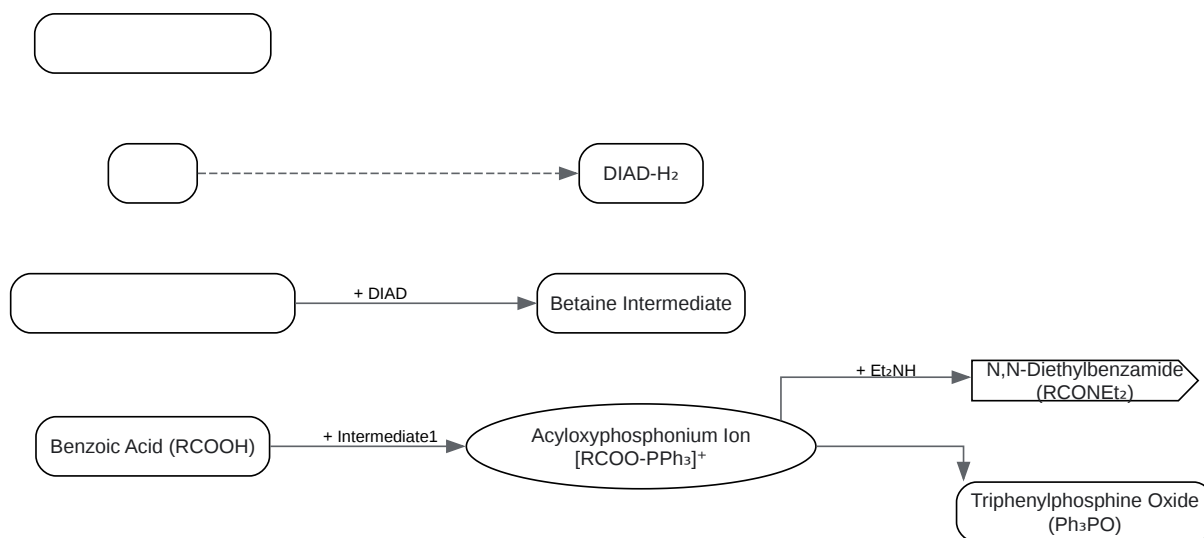 DIAD-H₂
+ DIAD
Betaine Intermediate
+ Et₂NH
N,N-Diethylbenzamide
(RCONEt₂)
Benzoic Acid (RCOOH)
+ Intermediate1
Acyloxyphosphonium Ion
[RCOO-PPh₃]⁺
Triphenylphosphine Oxide
(Ph₃PO)